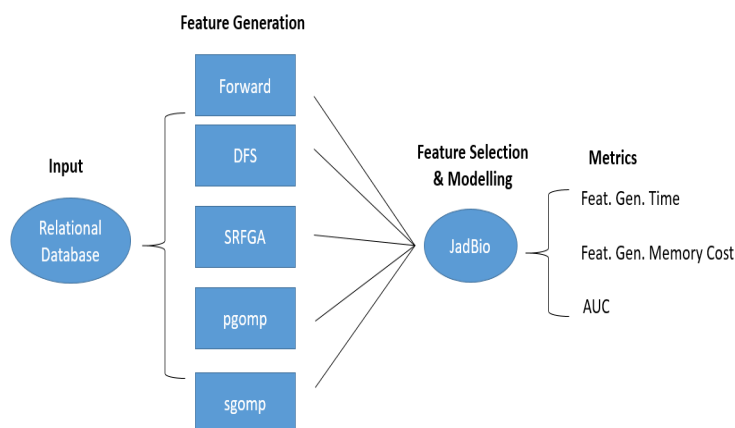 Feature Generation
Forward
DFS
SRFGA
pgomp
sgomp
Input
Relational
Database
Feature Selection
& Modelling
JadBio
Metrics
Feat. Gen. Time
Feat. Gen. Memory Cost
AUC